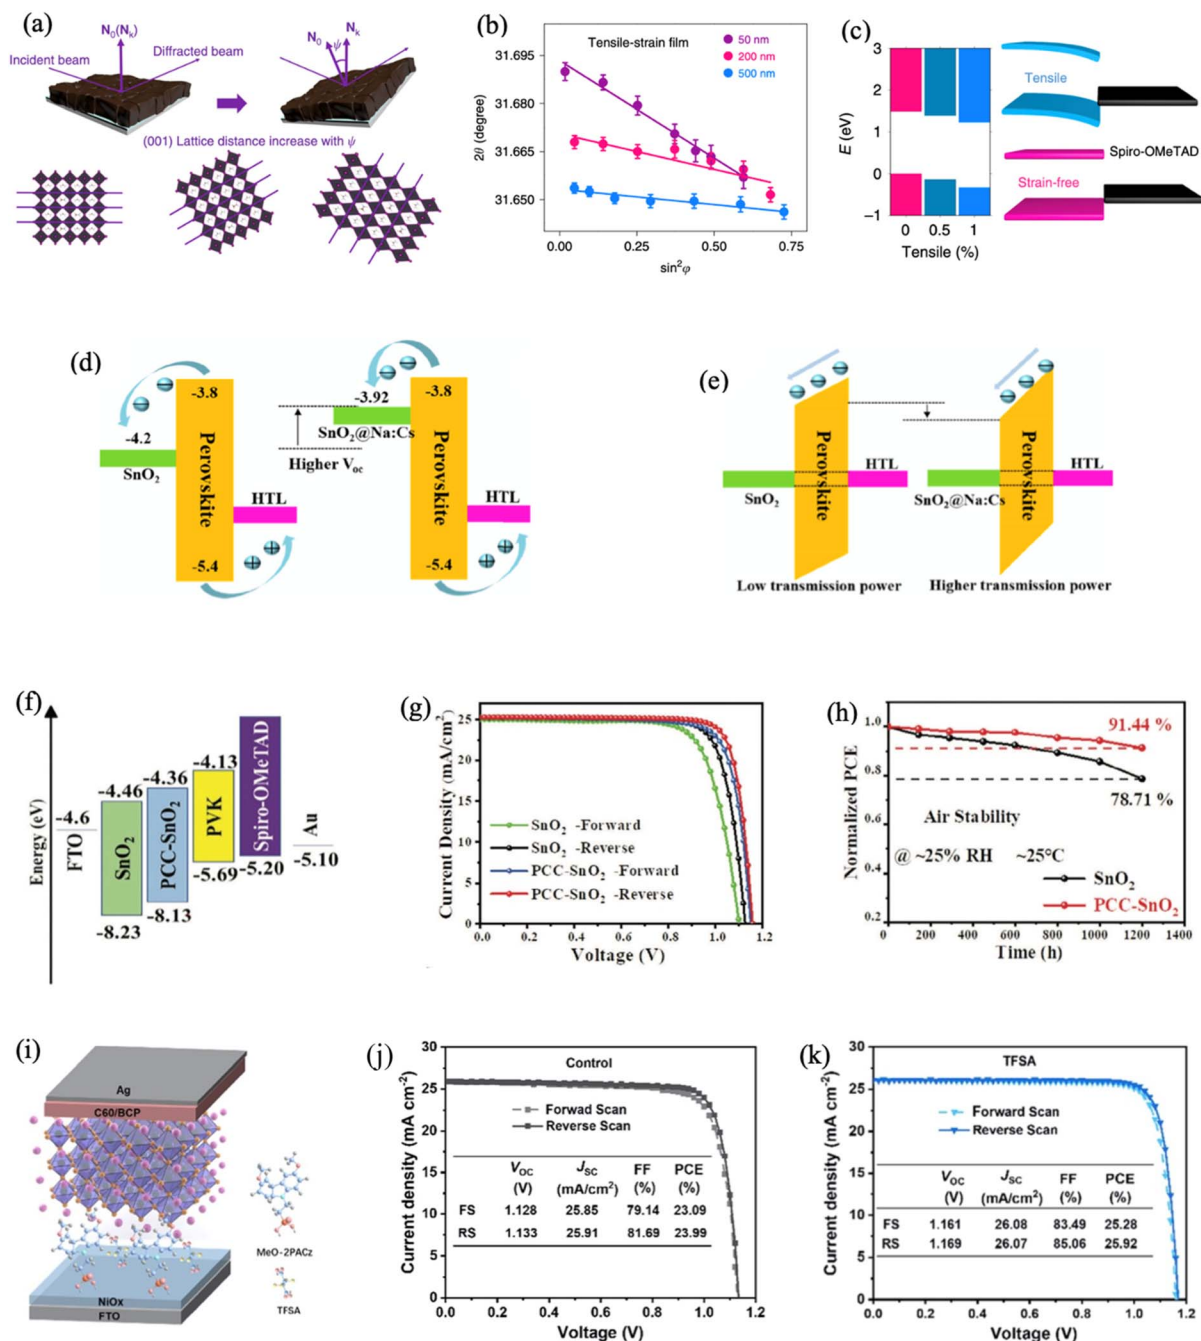 (a)
N₀(Nₖ)
Incident beam
Diffracted beam
N₀
ψ
Nₖ
(001) Lattice distance increase with ψ
(b)
Tensile-strain film
50 nm
200 nm
500 nm
2θ (degree)
31.695
31.680
31.665
31.650
0.00 0.25 0.50 0.75
sin²φ
(c)
E (eV)
3
2
1
0
−1
0 0.5 1
Tensile (%)
Tensile
Spiro-OMeTAD
Strain-free
(d)
-3.8
-4.2
SnO₂
Perovskite
HTL
-5.4
-3.92
SnO₂@Na:Cs
Higher Vₒc
-3.8
Perovskite
HTL
-5.4
(e)
SnO₂
Perovskite
HTL
Low transmission power
SnO₂@Na:Cs
Perovskite
HTL
Higher transmission power
(f)
Energy (eV)
-4.6
FTO
-4.46
SnO₂
-8.23
-4.36
PCC-SnO₂
-8.13
-4.13
PVK
-5.69
Spiro-OMeTAD
-5.20
Au
-5.10
(g)
Current Density (mA/cm²)
25
20
15
10
5
0
SnO₂ -Forward
SnO₂ -Reverse
PCC-SnO₂ -Forward
PCC-SnO₂ -Reverse
0.0 0.2 0.4 0.6 0.8 1.0 1.2
Voltage (V)
(h)
Normalized PCE
1.0
0.8
0.6
0.4
0.2
91.44 %
78.71 %
Air Stability
@ ~25% RH ~25°C
SnO₂
PCC-SnO₂
0 200 400 600 800 1000 1200 1400
Time (h)
(i)
Ag
C60/BCP
NiOx
FTO
MeO-2PACz
TFSA
(j)
Current density (mA cm⁻²)
30
25
20
15
10
5
0
Control
Forwad Scan
Reverse Scan
V_OC J_SC FF PCE
(V) (mA/cm²) (%) (%)
FS 1.128 25.85 79.14 23.09
RS 1.133 25.91 81.69 23.99
0.0 0.2 0.4 0.6 0.8 1.0 1.2
Voltage (V)
(k)
Current density (mA cm⁻²)
30
25
20
15
10
5
0
TFSA
Forward Scan
Reverse Scan
V_OC J_SC FF PCE
(V) (mA/cm²) (%) (%)
FS 1.161 26.08 83.49 25.28
RS 1.169 26.07 85.06 25.92
0.0 0.2 0.4 0.6 0.8 1.0 1.2
Voltage (V)